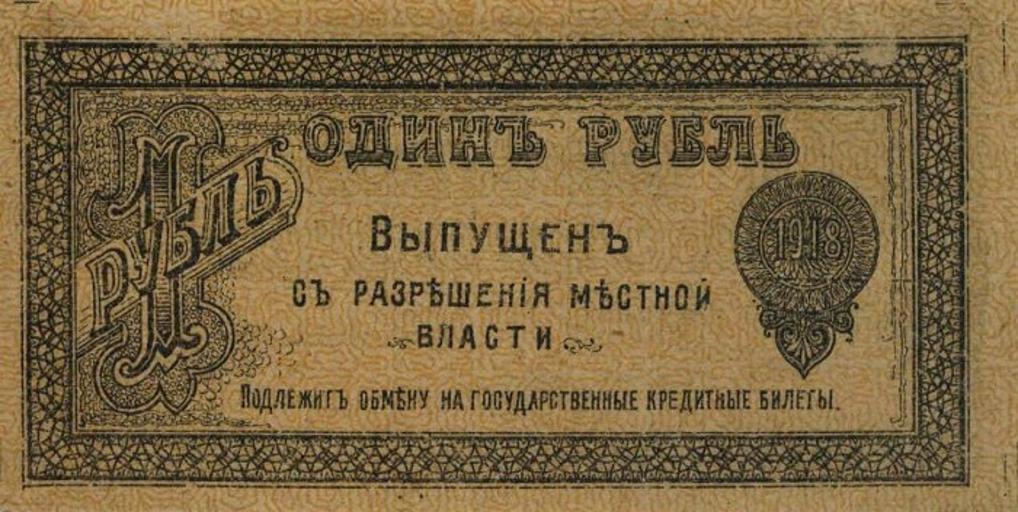 ОДИНЪ РУБЛЬ
1 РУБЛЬ
1918
ВЫПУЩЕНЪ
СЪ РАЗРѢШЕНІЯ МѢСТНОЙ
ВЛАСТИ
ПОДЛЕЖИТЪ ОБМѢНУ НА ГОСУДАРСТВЕННЫЕ КРЕДИТНЫЕ БИЛЕТЫ.